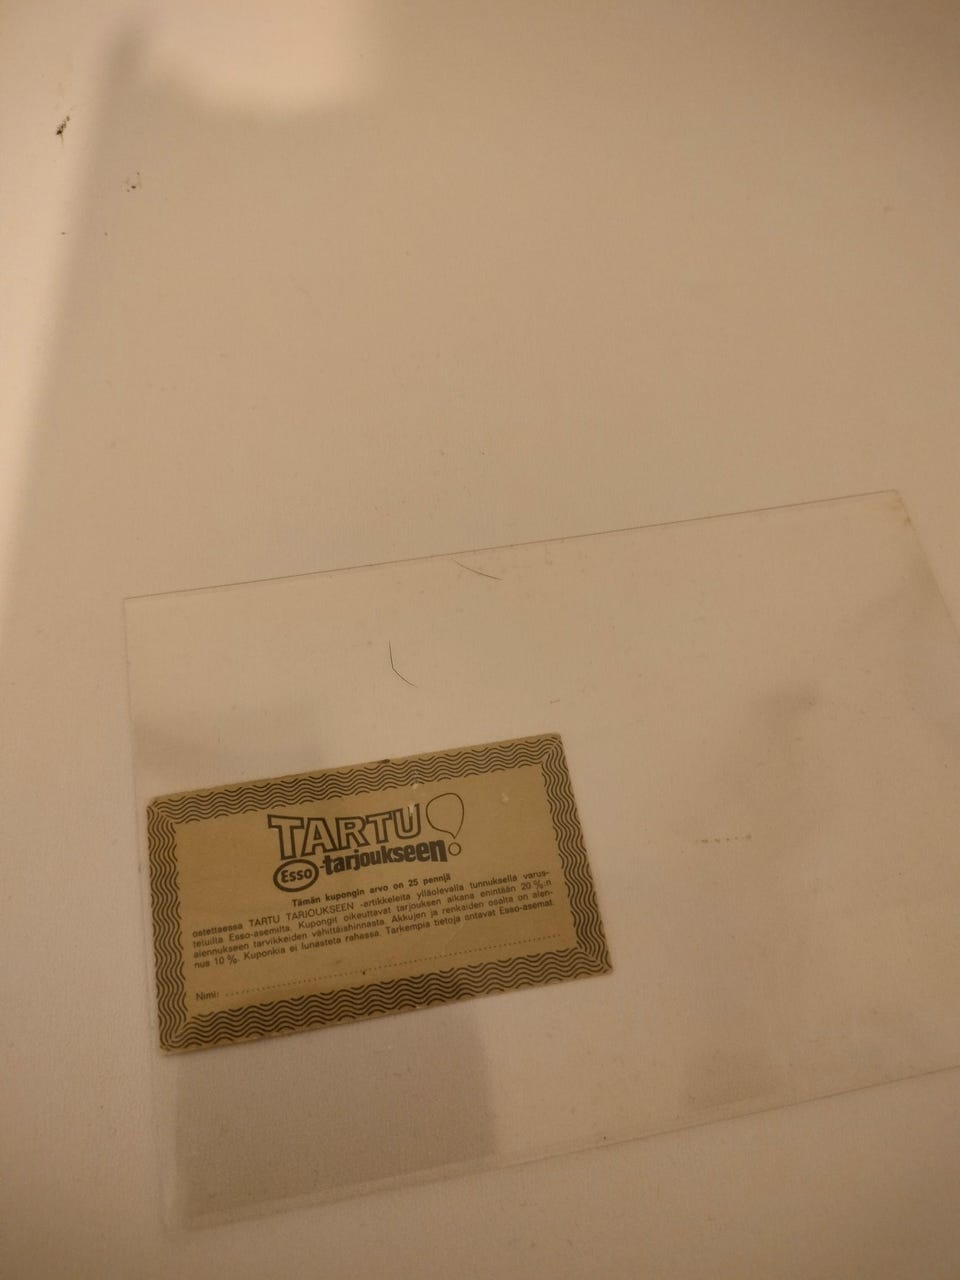 TARTU!
Esso-tarjoukseen
Tämän kupongin arvo on 25 penniä
ostettaessa TARTU TARJOUKSEEN -artikkeleita ylläolevalla tunnuksella varus-
tetuilta Esso-asemilta. Kupongit oikeuttavat tarjouksen aikana enintään 20 %:n
alennukseen tarvikkeiden vähittäishinnasta. Akkujen ja renkaiden osalta on alen-
nus 10 %. Kuponkia ei lunasteta rahassa. Tarkempia tietoja antavat Esso-asemat.
Nimi: